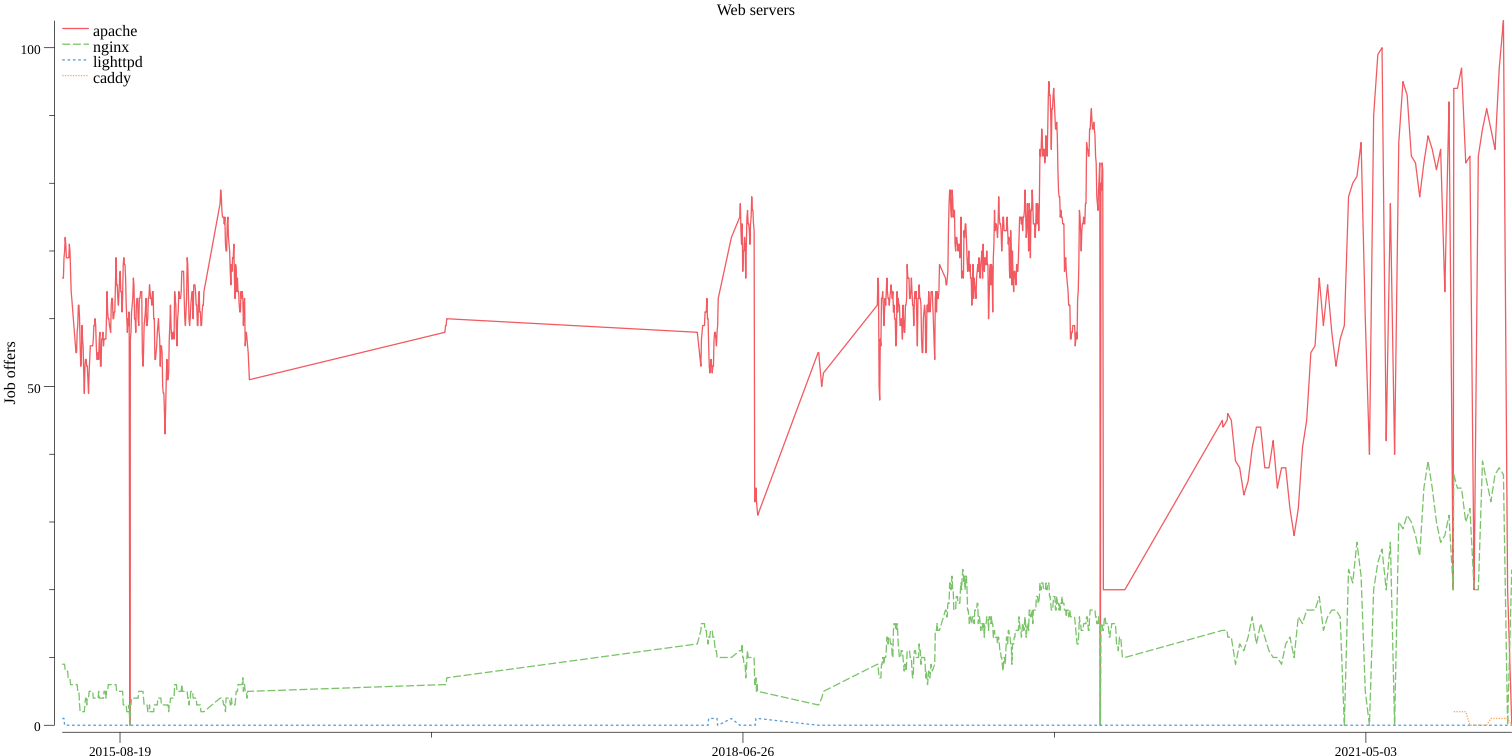 Web servers
apache
nginx
lighttpd
caddy
100
50
0
Job offers
2015-08-19
2018-06-26
2021-05-03